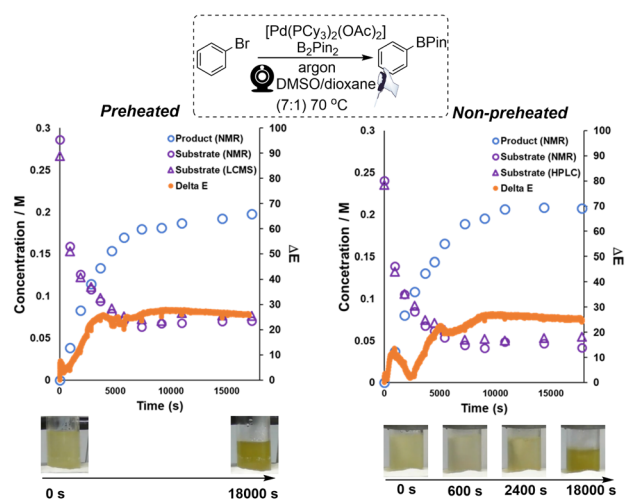 [Pd(PCy3)2(OAc)2]
B2Pin2
Br
BPin
argon
DMSO/dioxane
(7:1) 70 °C
Preheated
Non-preheated
0.3
0.25
0.2
0.15
0.1
0.05
0
Concentration / M
Product (NMR)
Substrate (NMR)
Substrate (LCMS)
Delta E
100
90
80
70
60
50
40
30
20
10
0
ΔE
0 5000 10000 15000
Time (s)
0.3
0.25
0.2
0.15
0.1
0.05
0
Concetration / M
Product (NMR)
Substrate (NMR)
Substrate (HPLC)
Delta E
100
90
80
70
60
50
40
30
20
10
0
ΔE
0 5000 10000 15000
Time (s)
0 s 18000 s
0 s 600 s 2400 s 18000 s